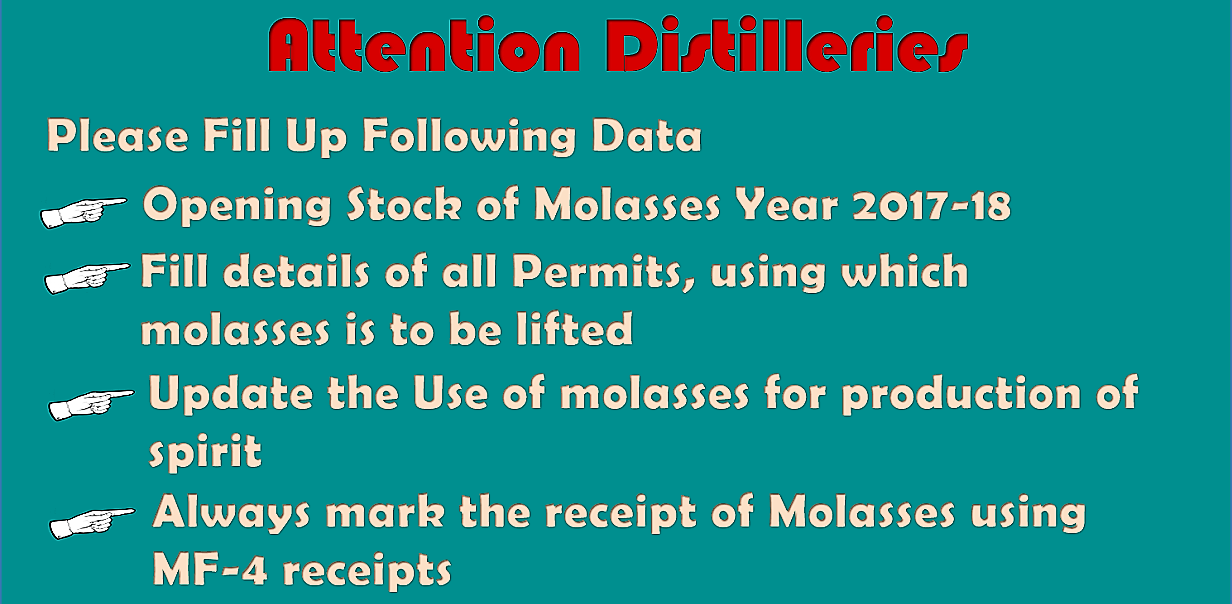 Attention Distilleries
Please Fill Up Following Data
Opening Stock of Molasses Year 2017-18
Fill details of all Permits, using which
molasses is to be lifted
Update the Use of molasses for production of
spirit
Always mark the receipt of Molasses using
MF-4 receipts